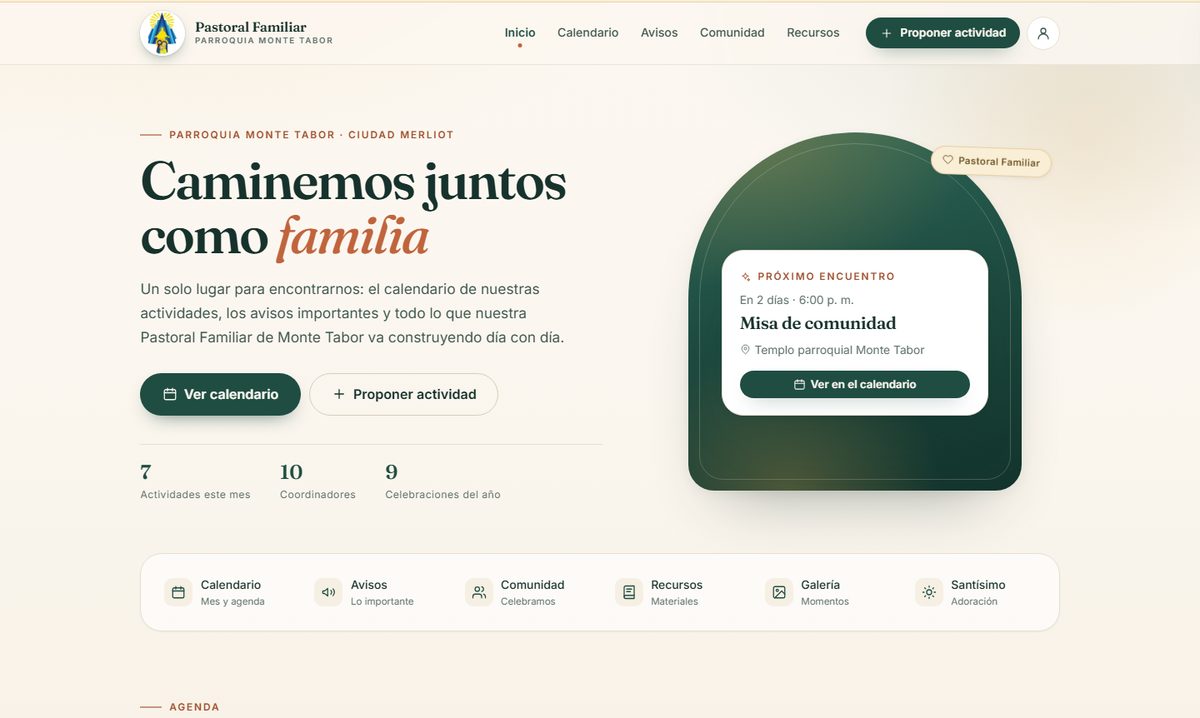 Pastoral Familiar
PARROQUIA MONTE TABOR
Inicio
Calendario
Avisos
Comunidad
Recursos
Proponer actividad
PARROQUIA MONTE TABOR · CIUDAD MERLIOT
Caminemos juntos
como familia
Un solo lugar para encontrarnos: el calendario de nuestras
actividades, los avisos importantes y todo lo que nuestra
Pastoral Familiar de Monte Tabor va construyendo día con día.
Ver calendario
Proponer actividad
7
Actividades este mes
10
Coordinadores
9
Celebraciones del año
Pastoral Familiar
PRÓXIMO ENCUENTRO
En 2 días · 6:00 p. m.
Misa de comunidad
Templo parroquial Monte Tabor
Ver en el calendario
Calendario
Mes y agenda
Avisos
Lo importante
Comunidad
Celebramos
Recursos
Materiales
Galería
Momentos
Santísimo
Adoración
AGENDA